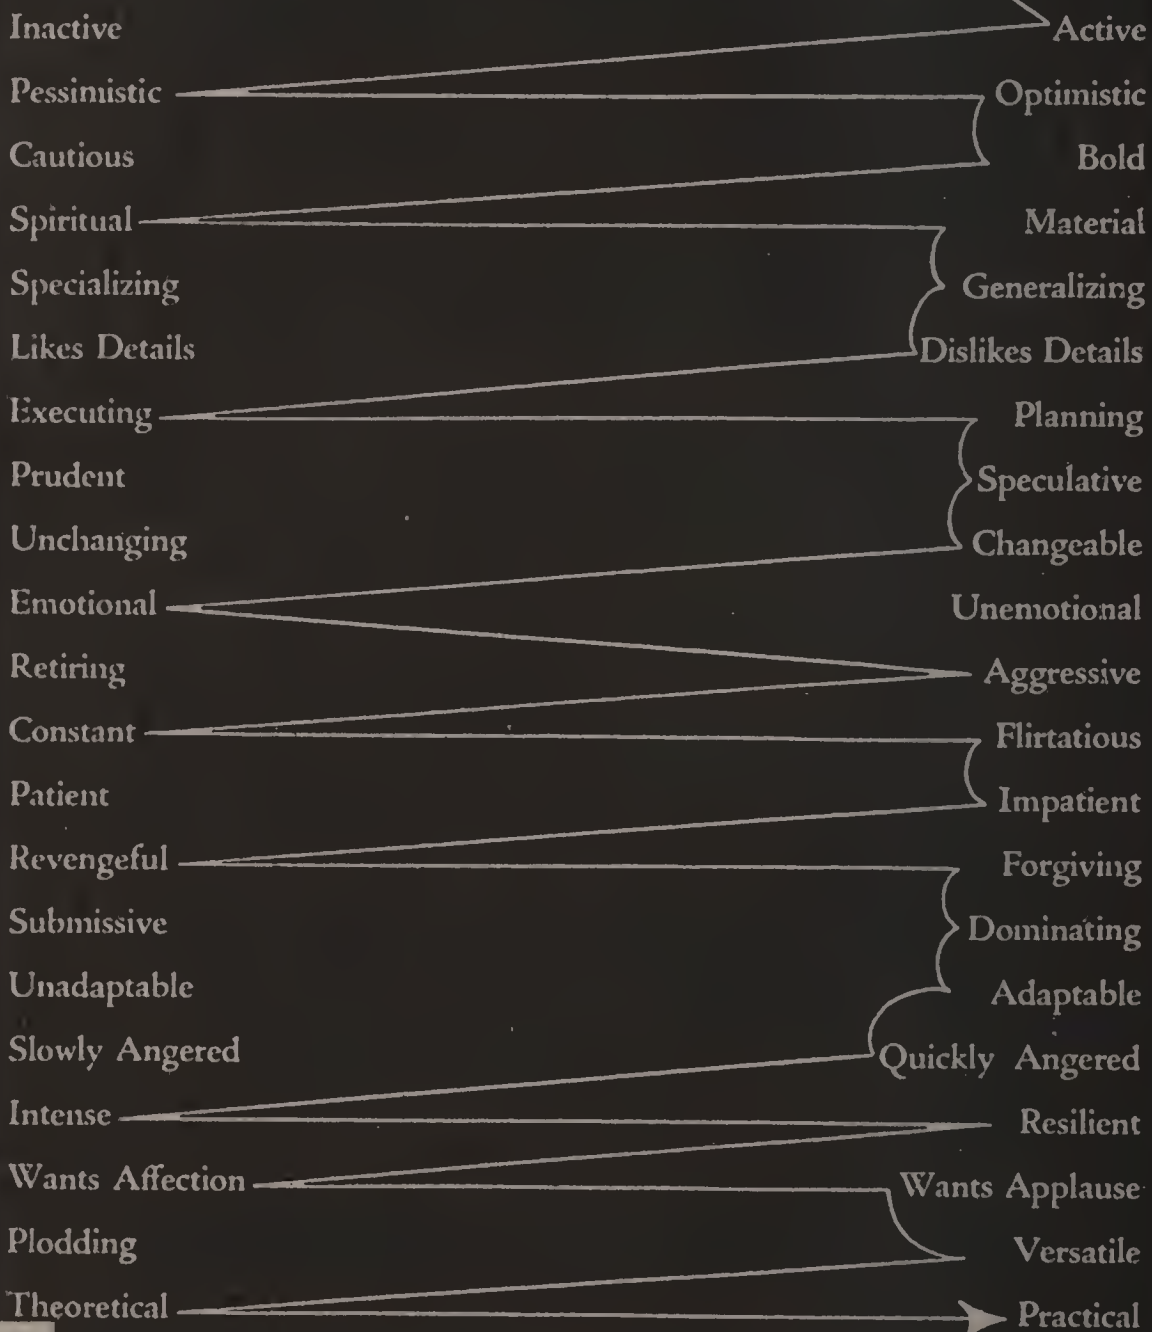 Inactive Active
Pessimistic Optimistic
Cautious Bold
Spiritual Material
Specializing Generalizing
Likes Details Dislikes Details
Executing Planning
Prudent Speculative
Unchanging Changeable
Emotional Unemotional
Retiring Aggressive
Constant Flirtatious
Patient Impatient
Revengeful Forgiving
Submissive Dominating
Unadaptable Adaptable
Slowly Angered Quickly Angered
Intense Resilient
Wants Affection Wants Applause
Plodding Versatile
Theoretical Practical